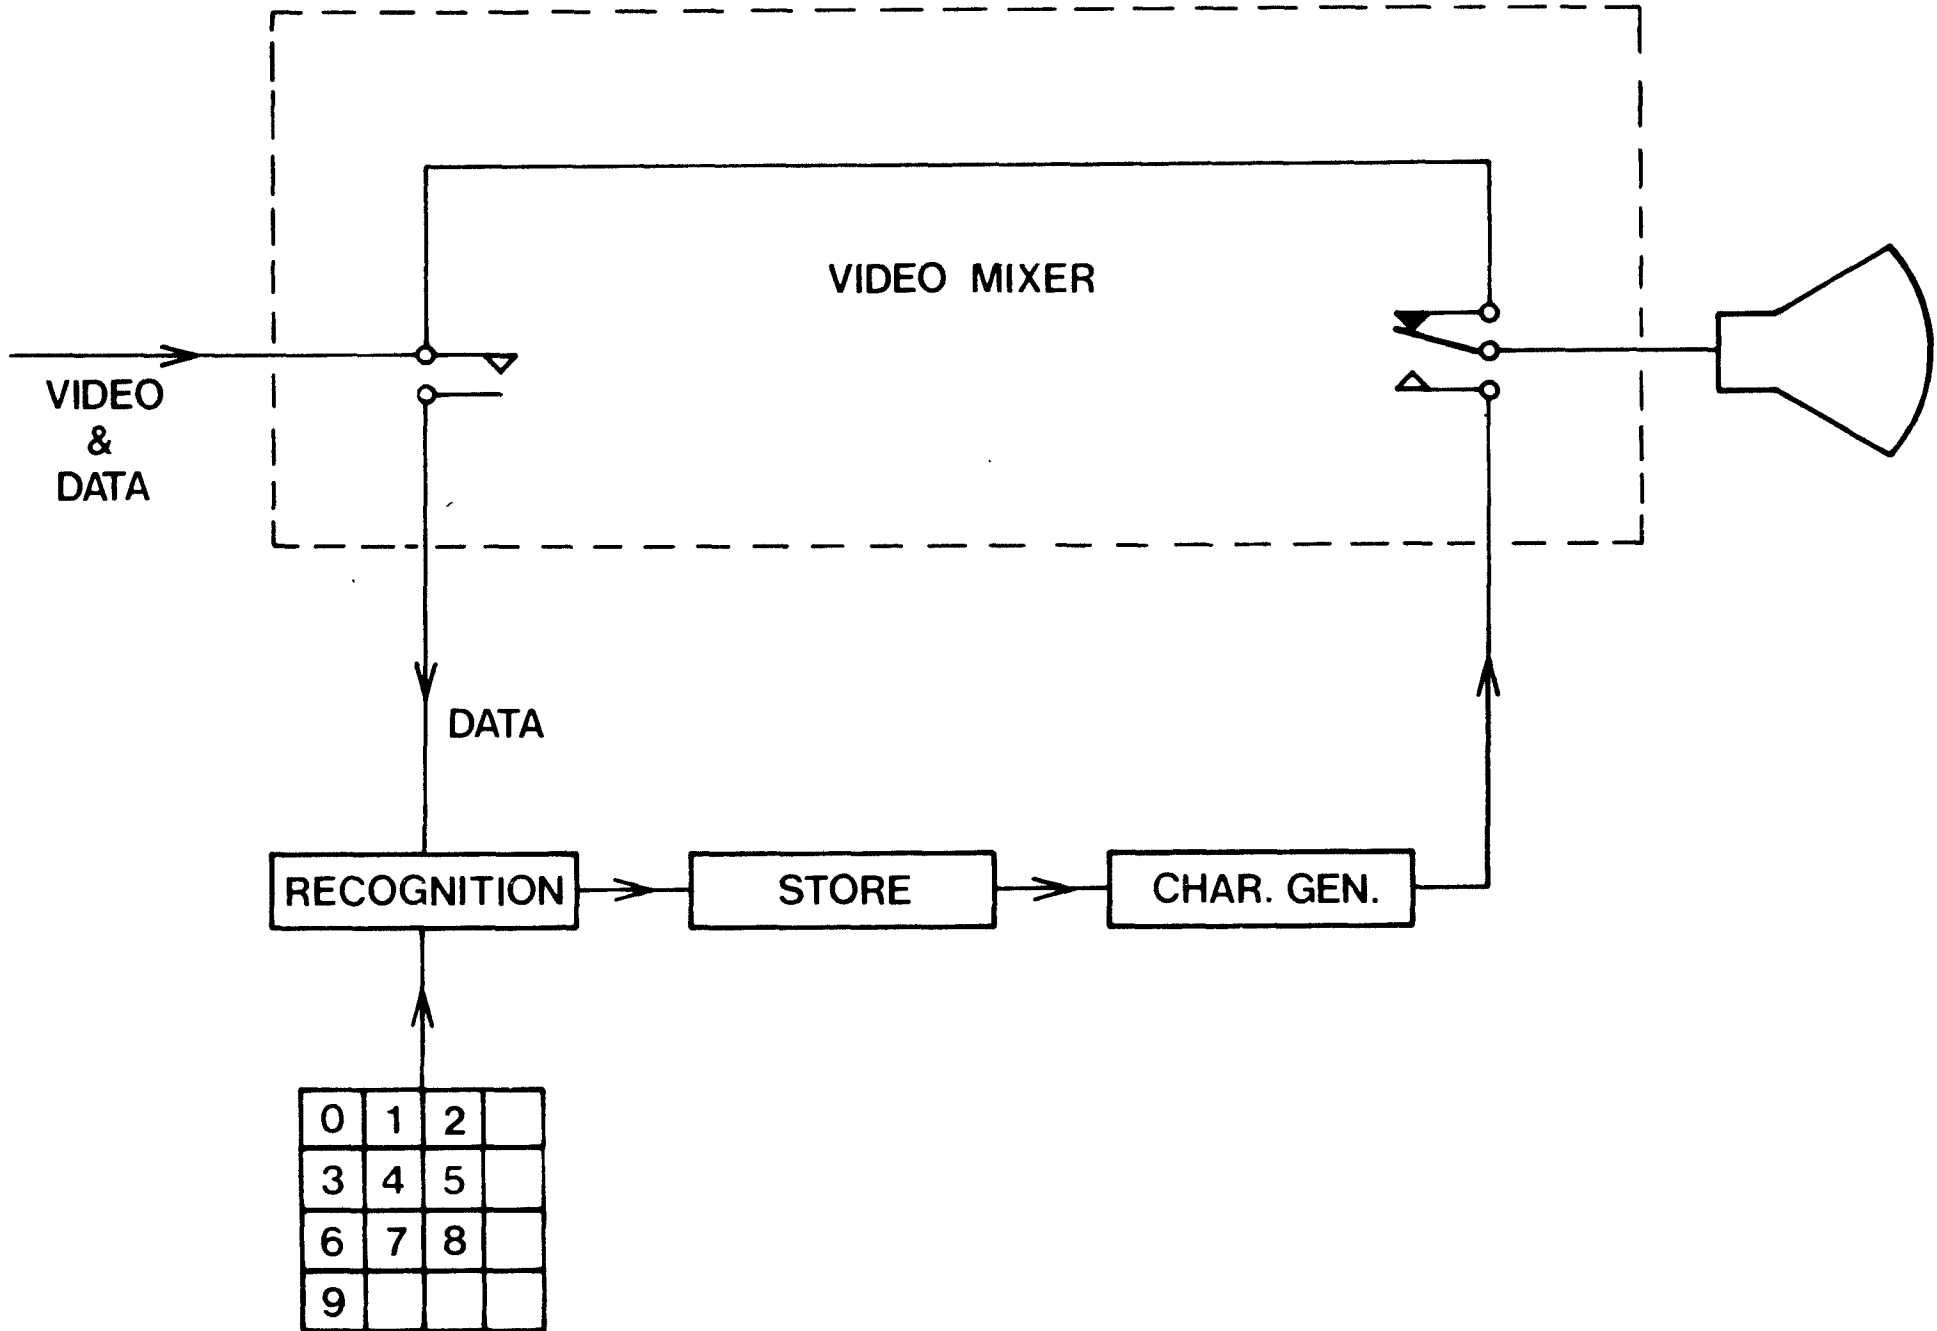 VIDEO MIXER
VIDEO
&
DATA
DATA
RECOGNITION
STORE
CHAR. GEN.
0 1 2
3 4 5
6 7 8
9